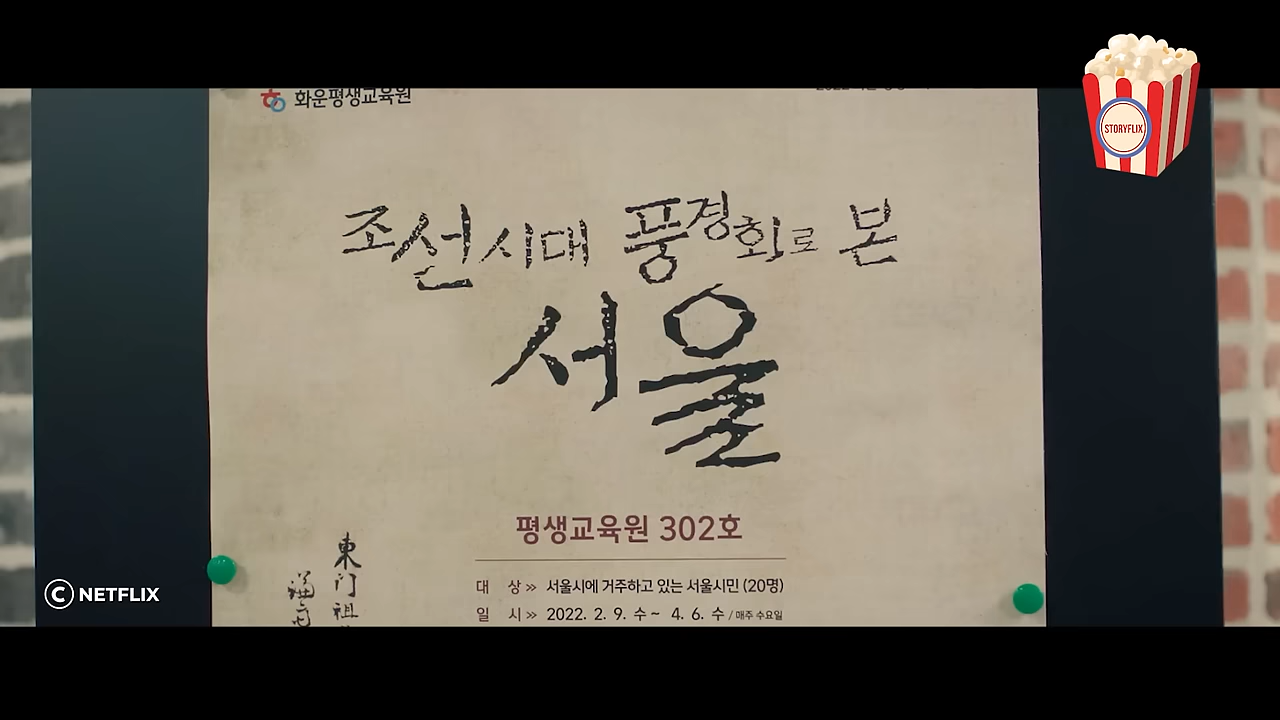 화운평생교육원
STORYFLIX
조선시대 풍경화로 본
서울
평생교육원 302호
대 상 » 서울시에 거주하고 있는 서울시민 (20명)
일 시 » 2022. 2. 9. 수 ~ 4. 6. 수 / 매주 수요일
東門祖
© NETFLIX